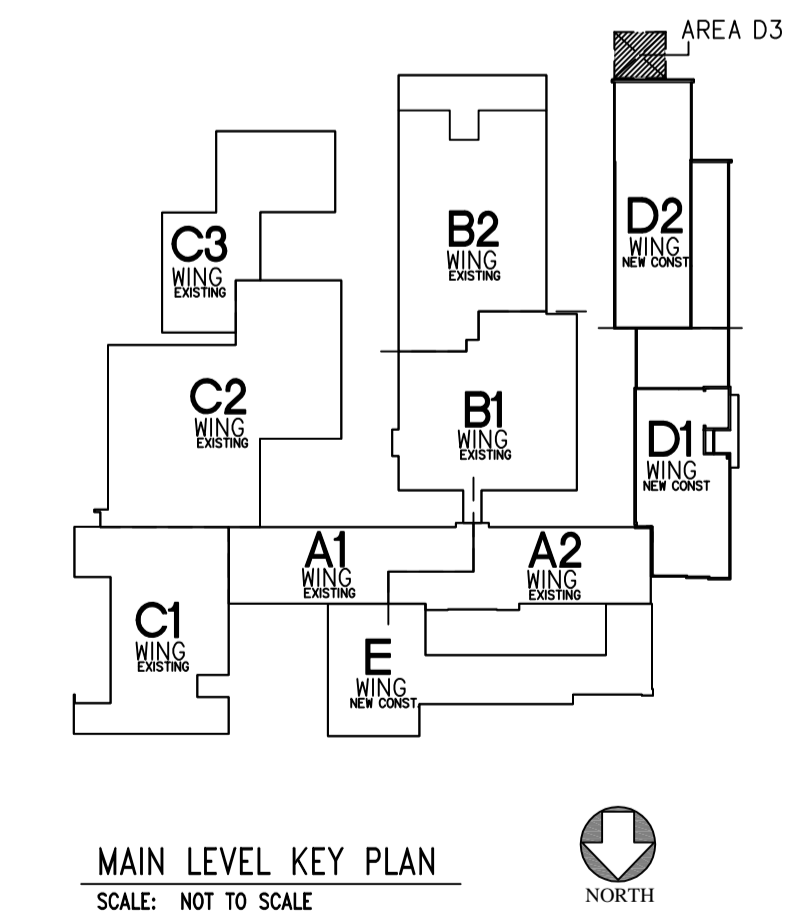 AREA D3
D2
WING
NEW CONST
B2
WING
EXISTING
C3
WING
EXISTING
C2
WING
EXISTING
B1
WING
EXISTING
D1
WING
NEW CONST
A1
WING
EXISTING
A2
WING
EXISTING
C1
WING
EXISTING
E
WING
NEW CONST
MAIN LEVEL KEY PLAN
SCALE: NOT TO SCALE
NORTH